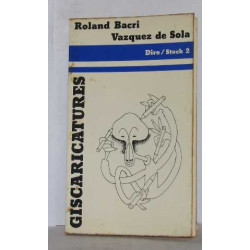 Roland Bacri
Vazquez de Sola
Dire/Stock 2
GISCARICATURES